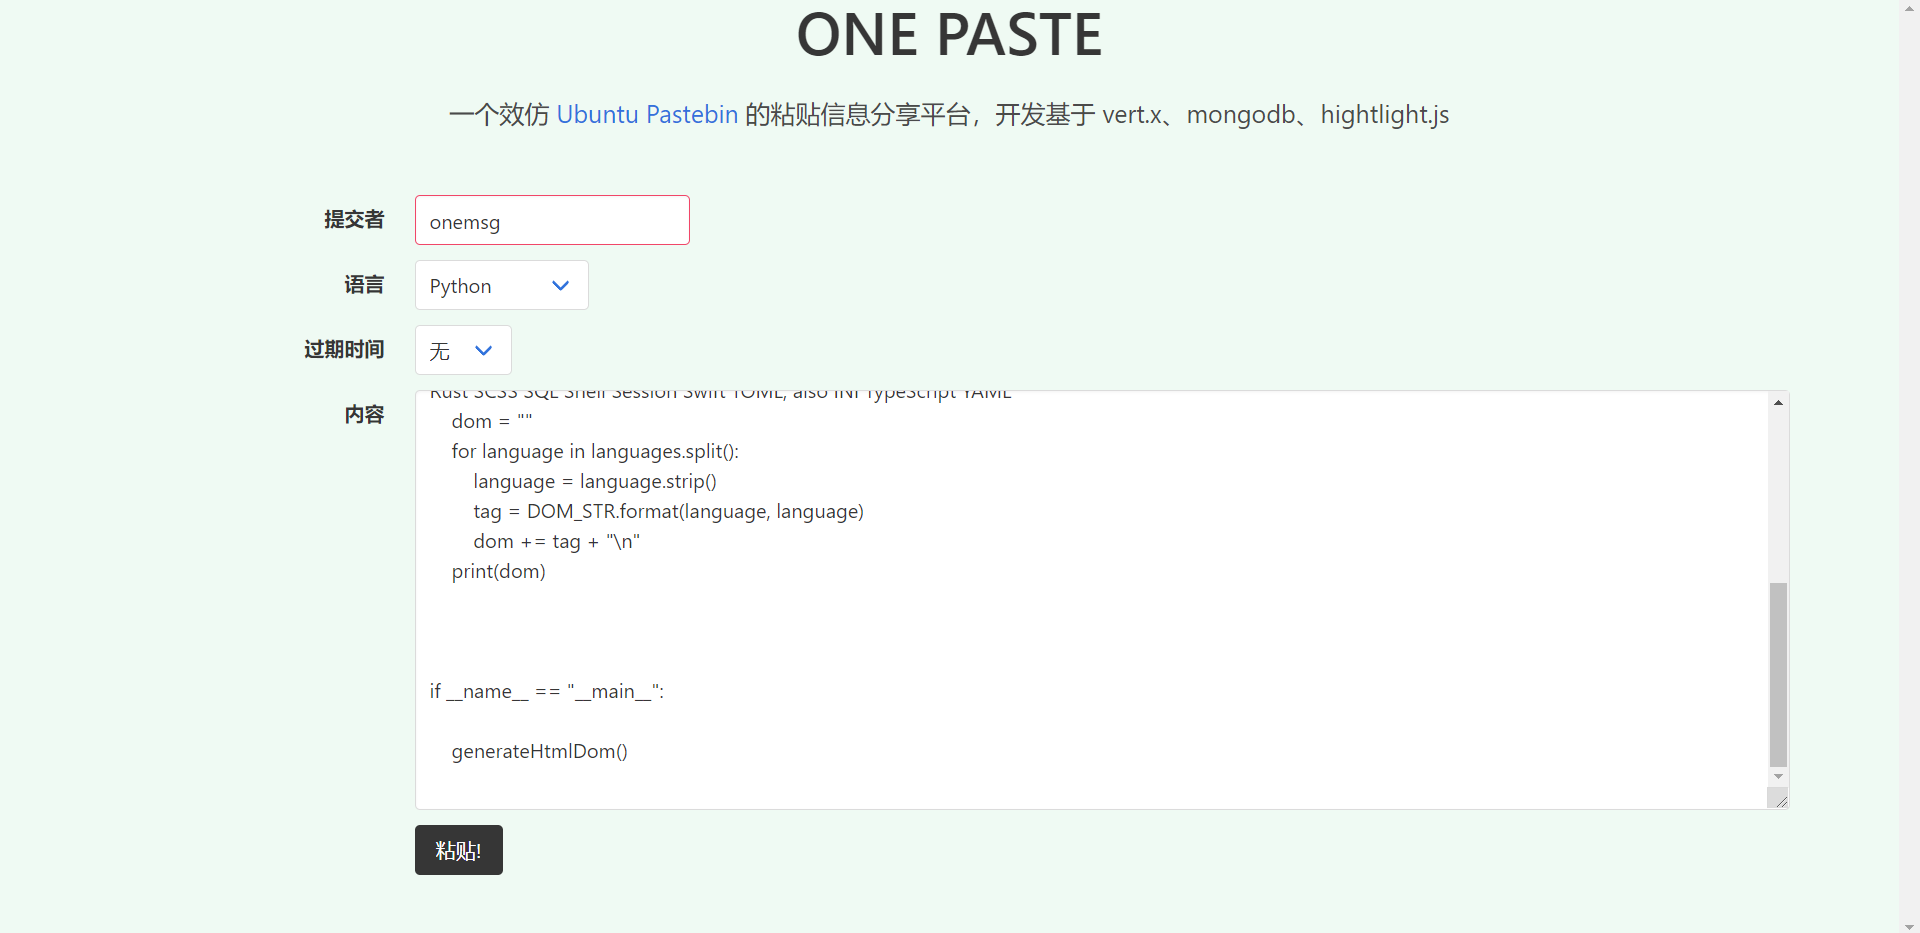 ONE PASTE
一个效仿 Ubuntu Pastebin 的粘贴信息分享平台，开发基于 vert.x、mongodb、hightlight.js
提交者 onemsg
语言 Python
过期时间 无
内容
Rust SCSS SQL Shell Session Swift TOML, also INI TypeScript YAML
dom = ""
for language in languages.split():
language = language.strip()
tag = DOM_STR.format(language, language)
dom += tag + "\n"
print(dom)
if __name__ == "__main__":
generateHtmlDom()
粘贴!